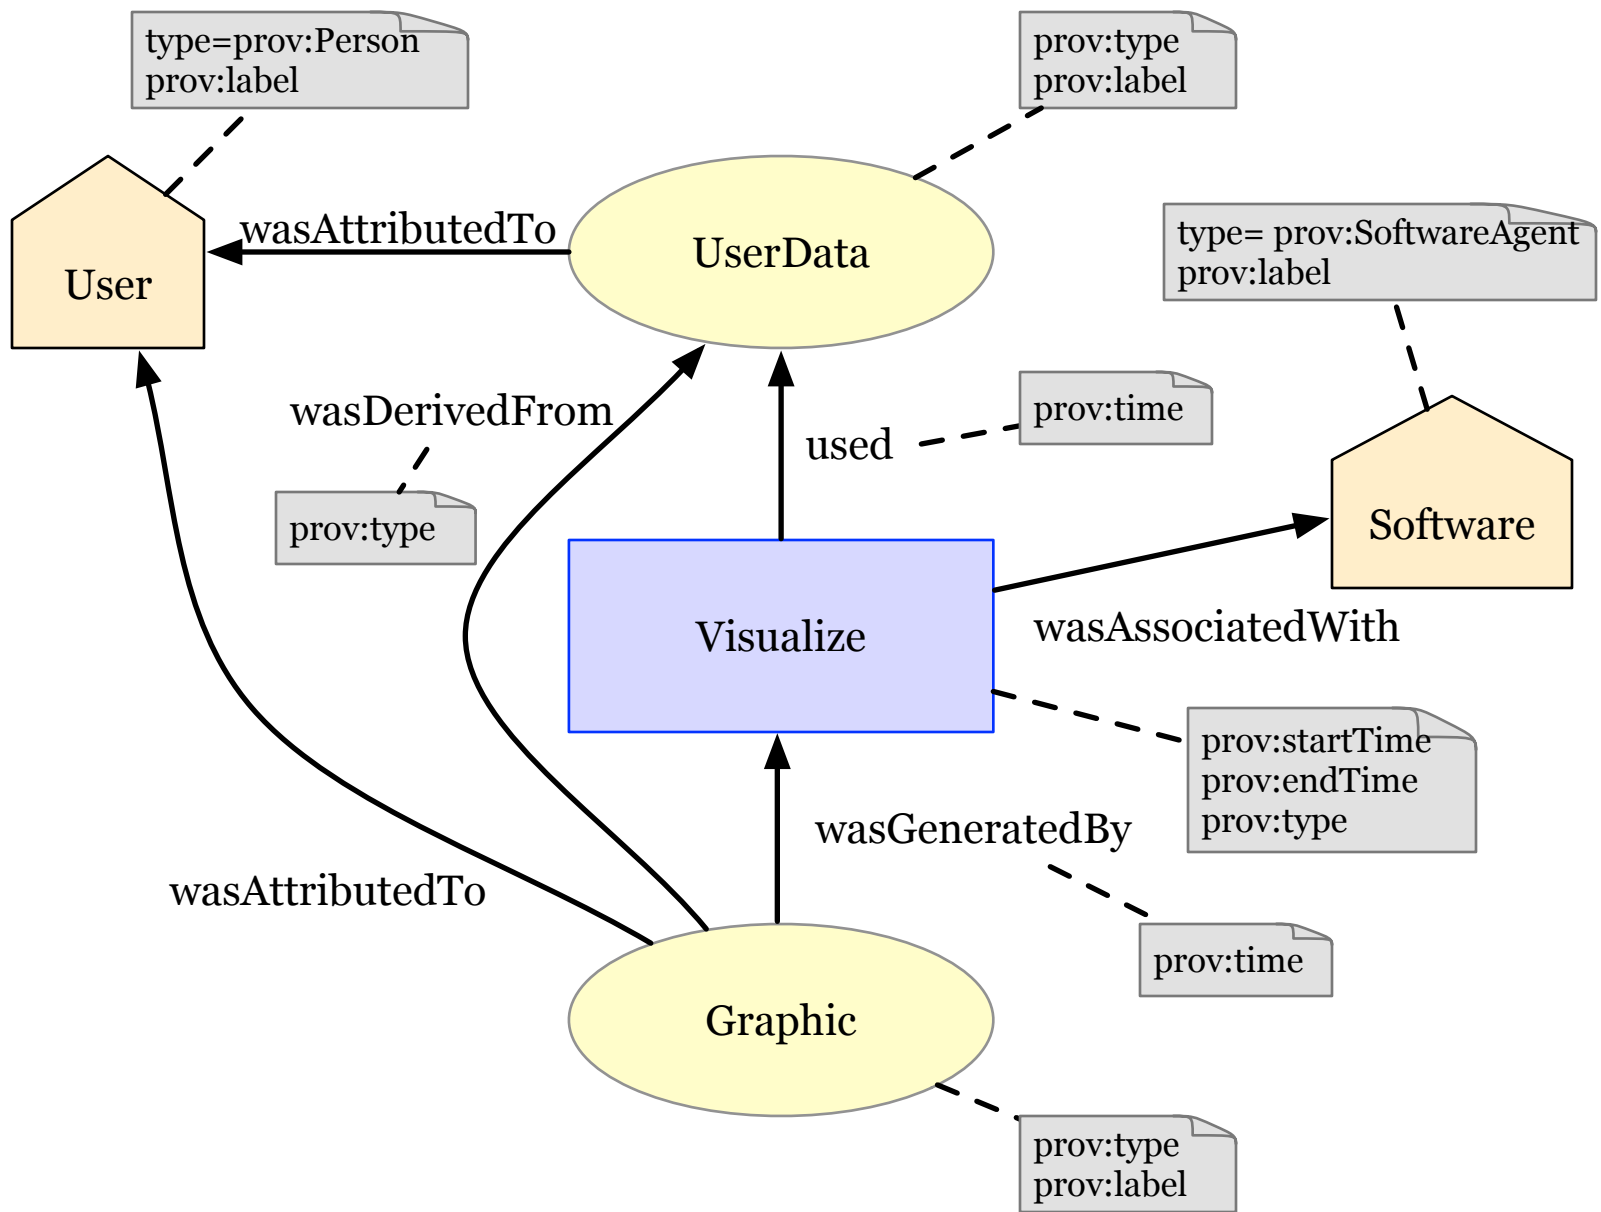 type=prov:Person
prov:label
prov:type
prov:label
wasAttributedTo
UserData
User
type= prov:SoftwareAgent
prov:label
wasDerivedFrom
used
prov:time
prov:type
Software
Visualize
wasAssociatedWith
prov:startTime
prov:endTime
prov:type
wasGeneratedBy
wasAttributedTo
prov:time
Graphic
prov:type
prov:label